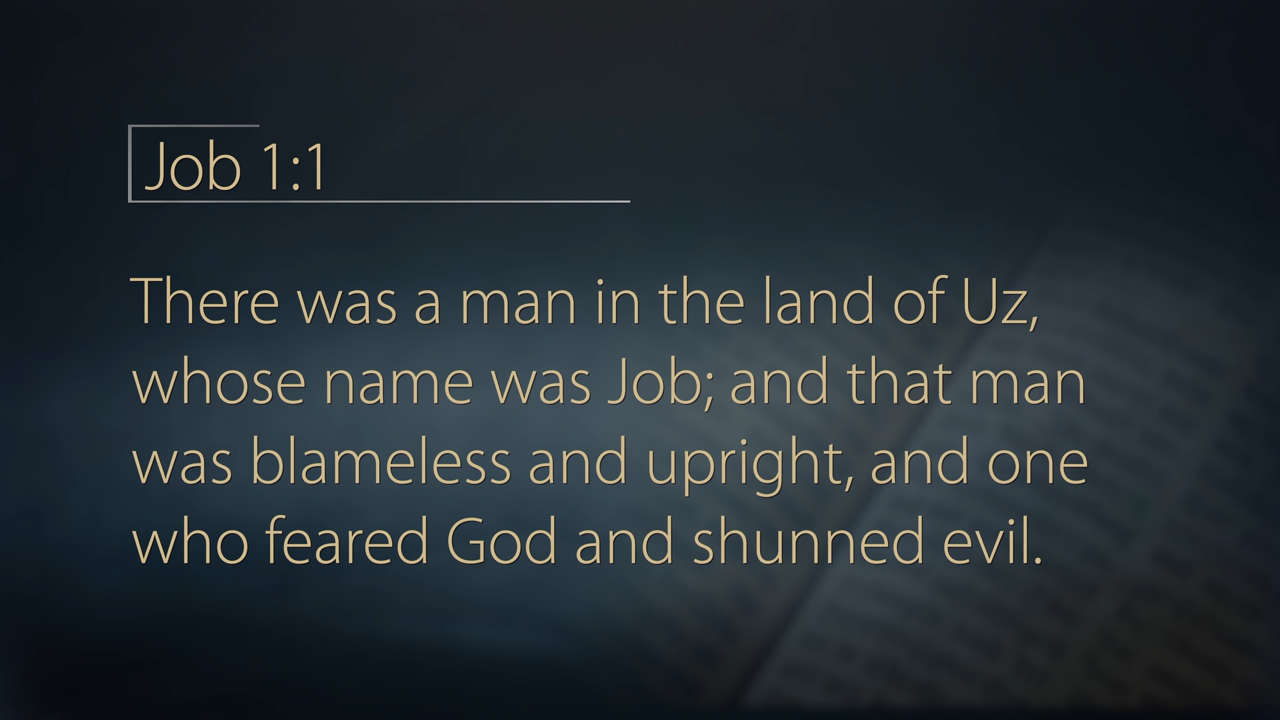 Job 1:1
There was a man in the land of Uz,
whose name was Job; and that man
was blameless and upright, and one
who feared God and shunned evil.